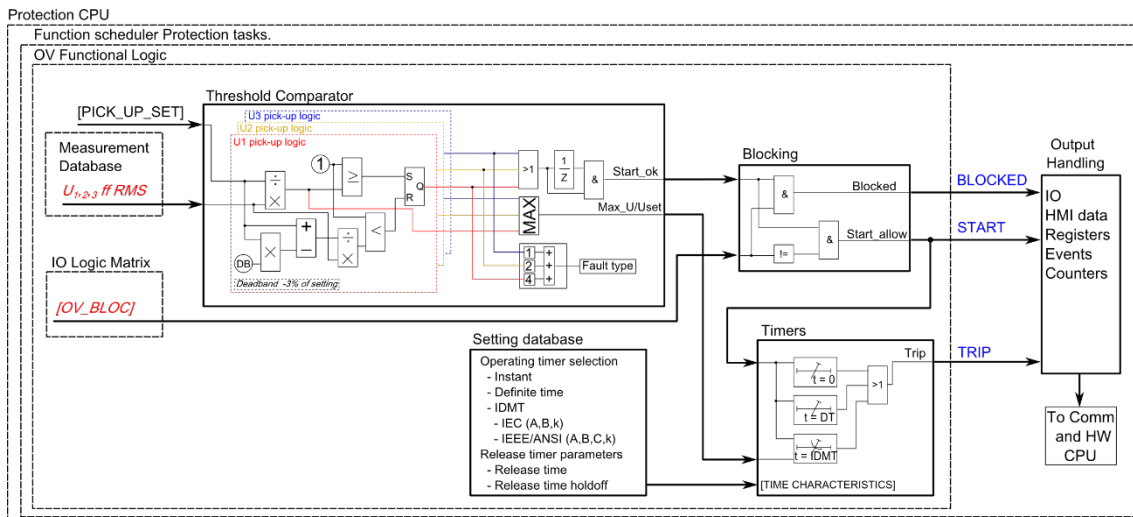 Protection CPU
Function scheduler Protection tasks.
OV Functional Logic
[PICK_UP_SET]
Measurement
Database
U1,2,3 ff RMS
IO Logic Matrix
[OV_BLOC]
Threshold Comparator
U3 pick-up logic
U2 pick-up logic
U1 pick-up logic
1
≥
S
R
Q
÷
×
+
−
÷
×
<
×
DB
Deadband -3% of setting
>1
1
Z
&
Start_ok
MAX
Max_U/Uset
1 +
2 +
4 +
Fault type
Blocking
&
Blocked
!=
&
Start_allow
BLOCKED
START
Output
Handling
IO
HMI data
Registers
Events
Counters
Setting database
Operating timer selection
- Instant
- Definite time
- IDMT
- IEC (A,B,k)
- IEEE/ANSI (A,B,C,k)
Release timer parameters
- Release time
- Release time holdoff
Timers
t = 0
t = DT
t = IDMT
>1
Trip
[TIME CHARACTERISTICS]
TRIP
To Comm
and HW
CPU